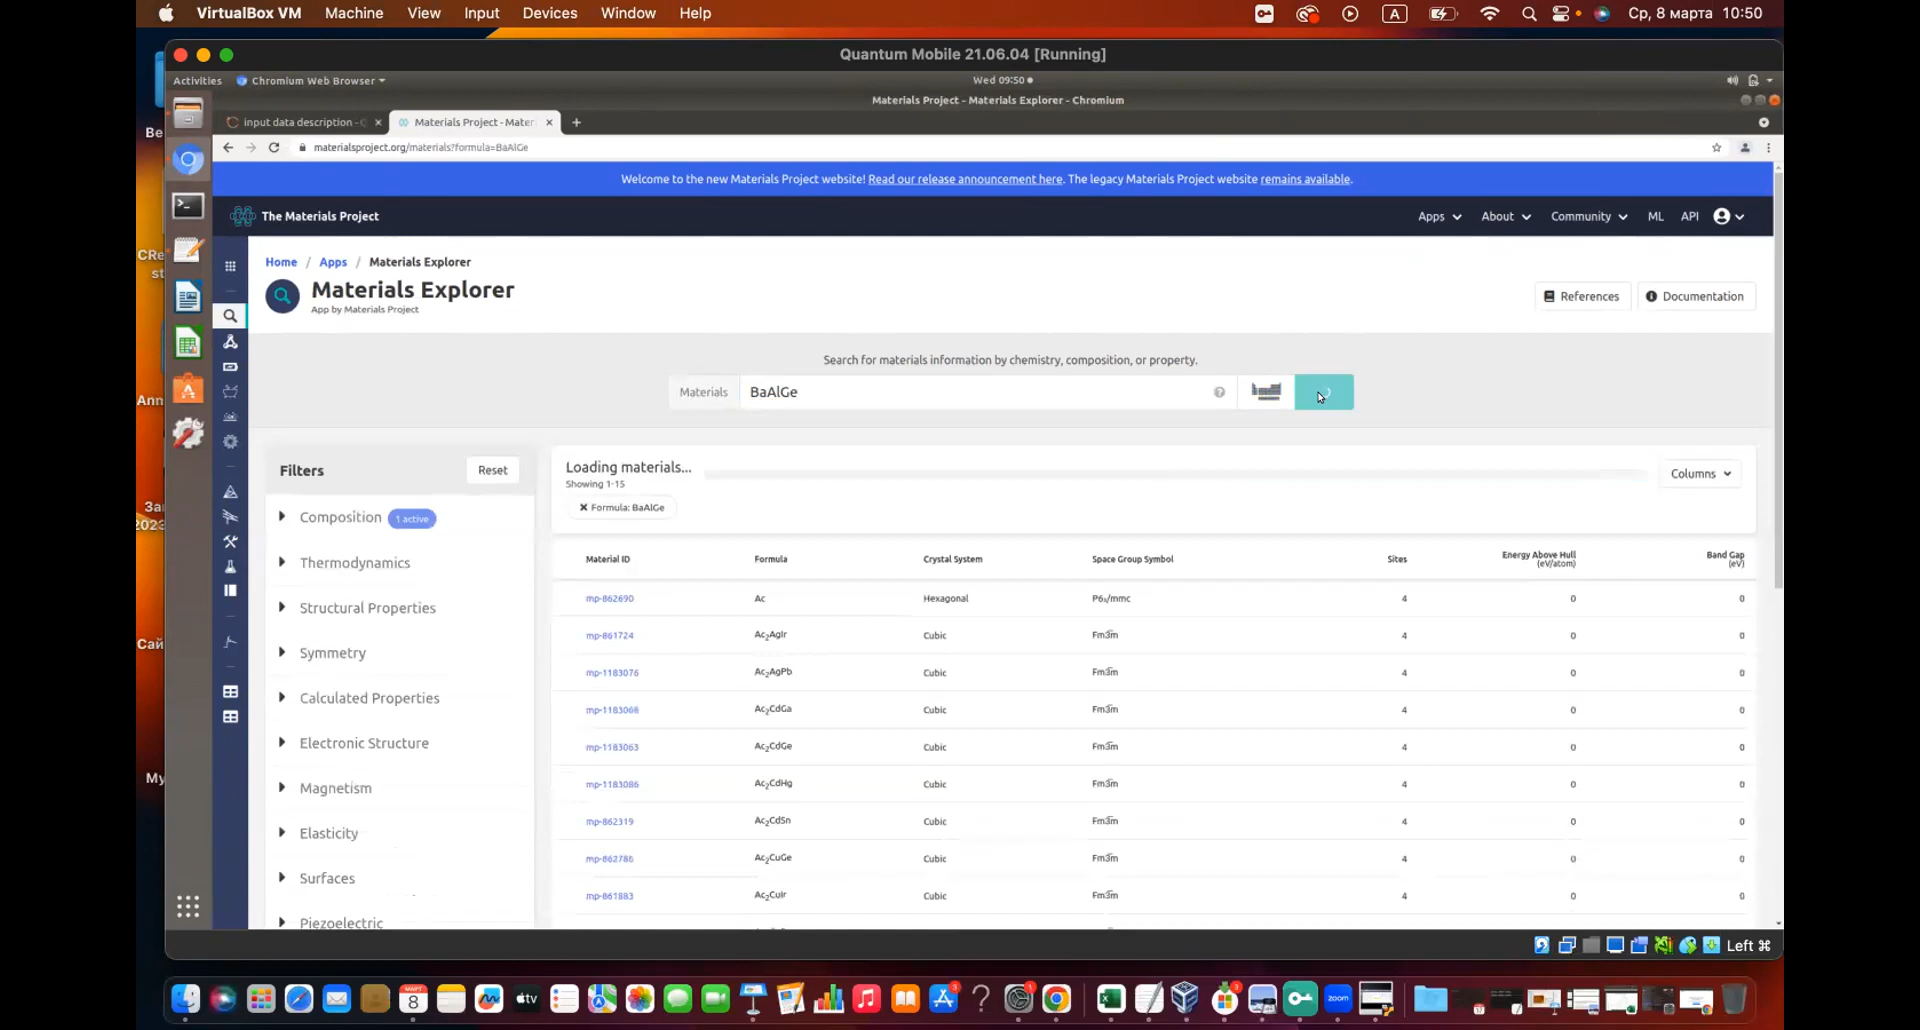 VirtualBox VM Machine View Input Devices Window Help
A
Ср, 8 марта 10:50
Quantum Mobile 21.06.04 [Running]
Activities Chromium Web Browser
Wed 09:50
Materials Project - Materials Explorer - Chromium
input data description - Materials Project - Mater
materialsproject.org/materials?formula=BaAlGe
Welcome to the new Materials Project website! Read our release announcement here. The legacy Materials Project website remains available.
The Materials Project
Apps About Community ML API
Home / Apps / Materials Explorer
Materials Explorer
App by Materials Project
References Documentation
Search for materials information by chemistry, composition, or property.
Materials BaAlGe
Filters Reset
Composition 1 active
Thermodynamics
Structural Properties
Symmetry
Calculated Properties
Electronic Structure
Magnetism
Elasticity
Surfaces
Piezoelectric
Loading materials...
Showing 1-15
Formula: BaAlGe
Columns
Material ID Formula Crystal System Space Group Symbol Sites Energy Above Hull (eV/atom) Band Gap (eV)
mp-862690 Ac Hexagonal P6₃/mmc 4 0 0
mp-861724 Ac₂AgIr Cubic Fm3̅m 4 0 0
mp-1183076 Ac₂AgPb Cubic Fm3̅m 4 0 0
mp-1183068 Ac₂CdGa Cubic Fm3̅m 4 0 0
mp-1183063 Ac₂CdGe Cubic Fm3̅m 4 0 0
mp-1183086 Ac₂CdHg Cubic Fm3̅m 4 0 0
mp-862319 Ac₂CdSn Cubic Fm3̅m 4 0 0
mp-862786 Ac₂CuGe Cubic Fm3̅m 4 0 0
mp-861883 Ac₂CuIr Cubic Fm3̅m 4 0 0
Left ⌘
МАРТ
8
tv
zoom